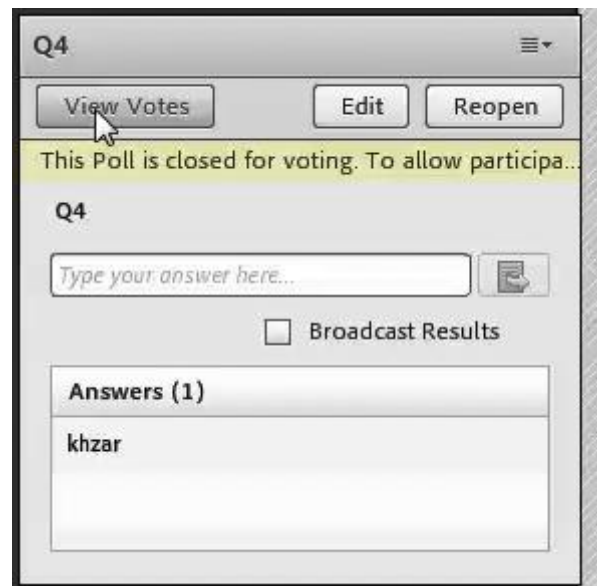 Q4
View Votes Edit Reopen
This Poll is closed for voting. To allow participa...
Q4
Type your answer here...
Broadcast Results
Answers (1)
khzar